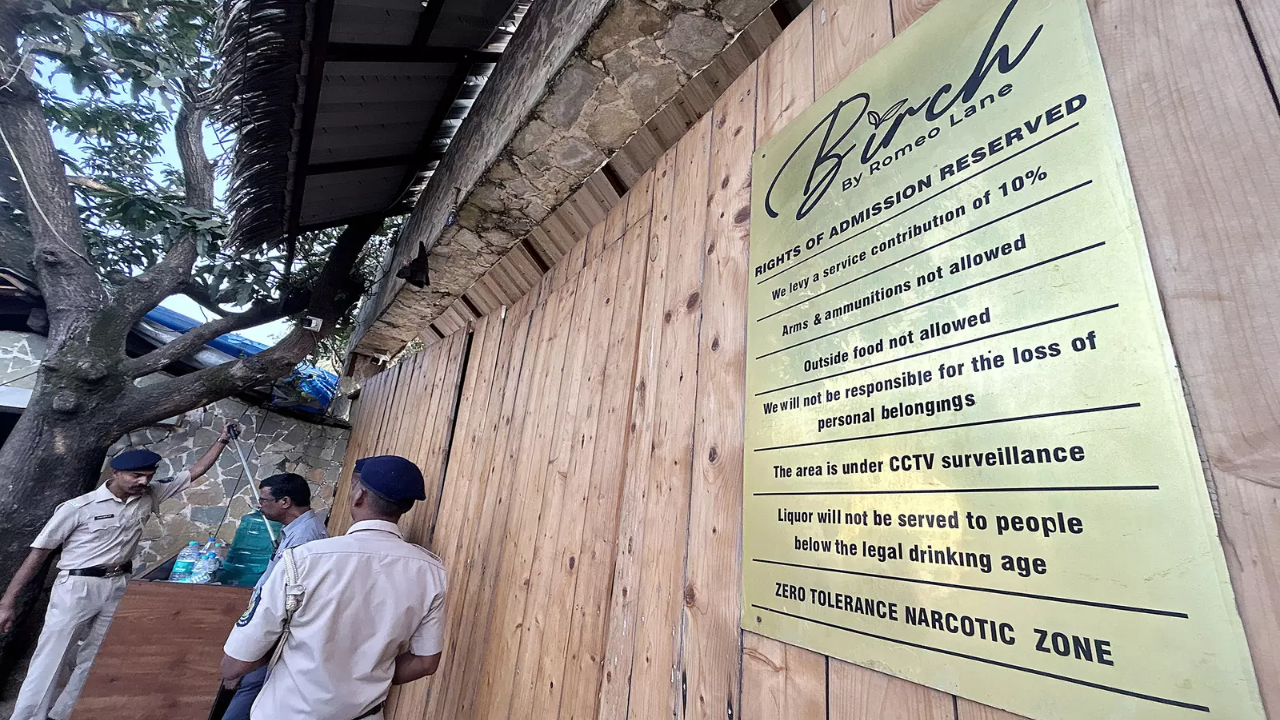 Birch
By Romeo Lane
RIGHTS OF ADMISSION RESERVED
We levy a service contribution of 10%
Arms & ammunitions not allowed
Outside food not allowed
We will not be responsible for the loss of
personal belongings
The area is under CCTV surveillance
Liquor will not be served to people
below the legal drinking age
ZERO TOLERANCE NARCOTIC ZONE